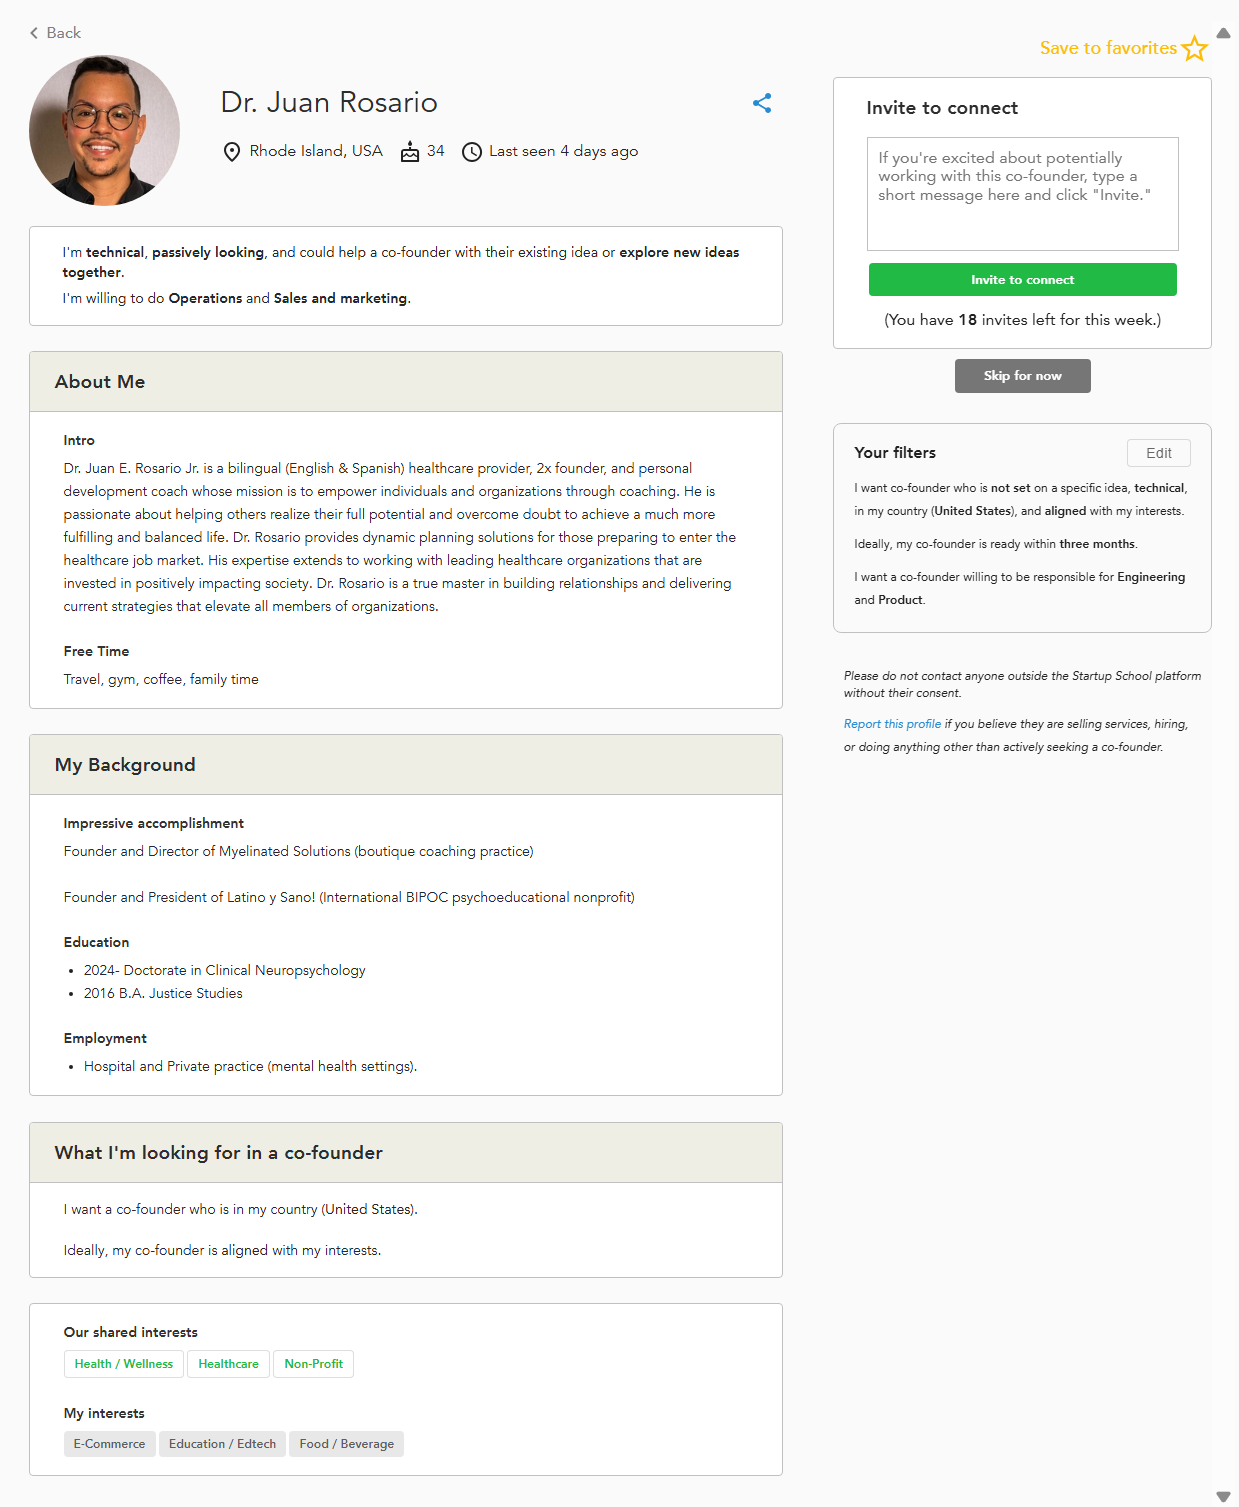 Back
Save to favorites
Dr. Juan Rosario
Rhode Island, USA 34 Last seen 4 days ago
I'm technical, passively looking, and could help a co-founder with their existing idea or explore new ideas
together.
I'm willing to do Operations and Sales and marketing.
About Me
Intro
Dr. Juan E. Rosario Jr. is a bilingual (English & Spanish) healthcare provider, 2x founder, and personal
development coach whose mission is to empower individuals and organizations through coaching. He is
passionate about helping others realize their full potential and overcome doubt to achieve a much more
fulfilling and balanced life. Dr. Rosario provides dynamic planning solutions for those preparing to enter the
healthcare job market. His expertise extends to working with leading healthcare organizations that are
invested in positively impacting society. Dr. Rosario is a true master in building relationships and delivering
current strategies that elevate all members of organizations.
Free Time
Travel, gym, coffee, family time
My Background
Impressive accomplishment
Founder and Director of Myelinated Solutions (boutique coaching practice)
Founder and President of Latino y Sano! (International BIPOC psychoeducational nonprofit)
Education
• 2024- Doctorate in Clinical Neuropsychology
• 2016 B.A. Justice Studies
Employment
• Hospital and Private practice (mental health settings).
What I'm looking for in a co-founder
I want a co-founder who is in my country (United States).
Ideally, my co-founder is aligned with my interests.
Our shared interests
Health / Wellness Healthcare Non-Profit
My interests
E-Commerce Education / Edtech Food / Beverage
Invite to connect
If you're excited about potentially
working with this co-founder, type a
short message here and click "Invite."
Invite to connect
(You have 18 invites left for this week.)
Skip for now
Your filters
Edit
I want co-founder who is not set on a specific idea, technical,
in my country (United States), and aligned with my interests.
Ideally, my co-founder is ready within three months.
I want a co-founder willing to be responsible for Engineering
and Product.
Please do not contact anyone outside the Startup School platform
without their consent.
Report this profile if you believe they are selling services, hiring,
or doing anything other than actively seeking a co-founder.